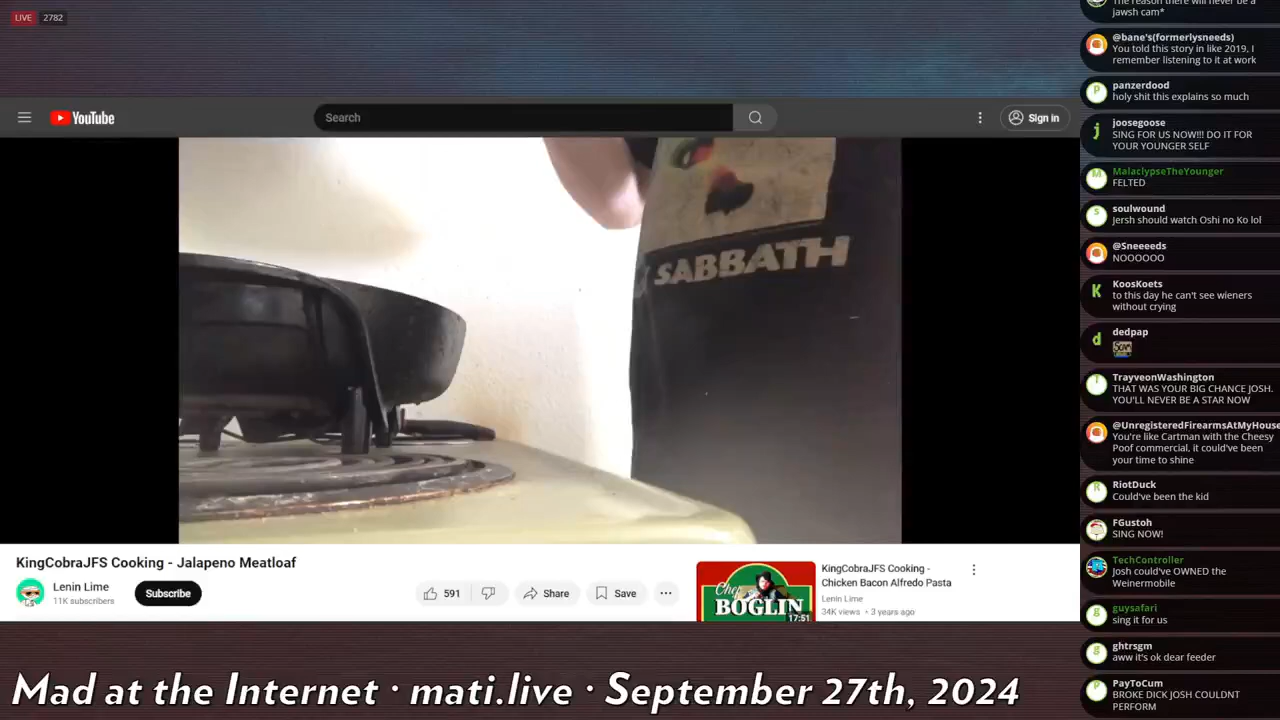 LIVE 2782
YouTube
Search
Sign in
SABBATH
KingCobraJFS Cooking - Jalapeno Meatloaf
Lenin Lime
11K subscribers
Subscribe
591
Share
Save
Chef
BOGLIN
17:51
KingCobraJFS Cooking -
Chicken Bacon Alfredo Pasta
Lenin Lime
34K views • 3 years ago
Mad at the Internet · mati.live · September 27th, 2024
The reason there will never be a
jawsh cam*
@bane's(formerlysneeds)
You told this story in like 2019, I
remember listening to it at work
panzerdood
holy shit this explains so much
joosegoose
SING FOR US NOW!!! DO IT FOR
YOUR YOUNGER SELF
MalaclypseTheYounger
FELTED
soulwound
Jersh should watch Oshi no Ko lol
@Sneeeeds
NOOOOOO
KoosKoets
to this day he can't see wieners
without crying
dedpap
TrayveonWashington
THAT WAS YOUR BIG CHANCE JOSH.
YOU'LL NEVER BE A STAR NOW
@UnregisteredFirearmsAtMyHouse
You're like Cartman with the Cheesy
Poof commercial, it could've been
your time to shine
RiotDuck
Could've been the kid
FGustoh
SING NOW!
TechController
Josh could've OWNED the
Weinermobile
guysafari
sing it for us
ghtrsgm
aww it's ok dear feeder
PayToCum
BROKE DICK JOSH COULDNT
PERFORM